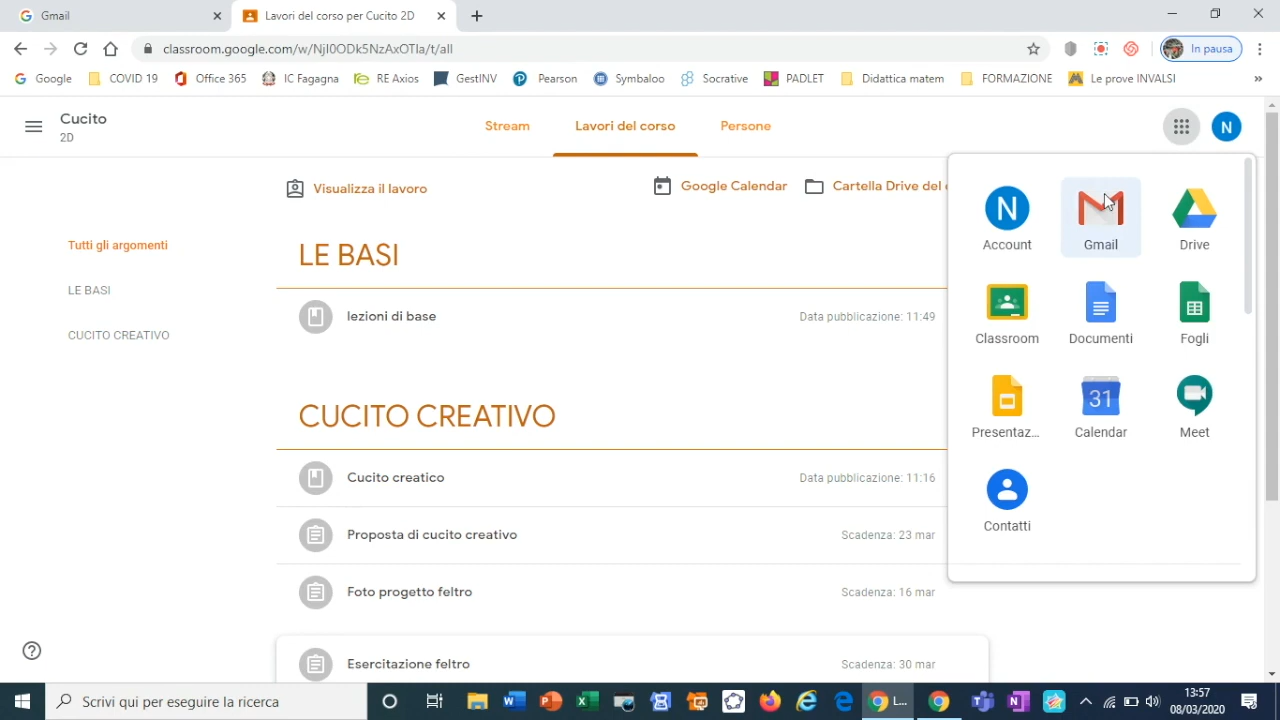 Gmail
Lavori del corso per Cucito 2D
classroom.google.com/w/NjI0ODk5NzAxOTIa/t/all
In pausa
Google
COVID 19
Office 365
IC Fagagna
RE Axios
GestINV
Pearson
Symbaloo
Socrative
PADLET
Didattica matem
FORMAZIONE
Le prove INVALSI
»
Cucito
2D
Stream
Lavori del corso
Persone
N
Visualizza il lavoro
Google Calendar
Cartella Drive del
Tutti gli argomenti
LE BASI
CUCITO CREATIVO
LE BASI
lezioni di base
Data pubblicazione: 11:49
CUCITO CREATIVO
Cucito creatico
Data pubblicazione: 11:16
Proposta di cucito creativo
Scadenza: 23 mar
Foto progetto feltro
Scadenza: 16 mar
Esercitazione feltro
Scadenza: 30 mar
N
Account
Gmail
Drive
Classroom
Documenti
Fogli
Presentaz...
31
Calendar
Meet
Contatti
Scrivi qui per eseguire la ricerca
L...
13:57
08/03/2020